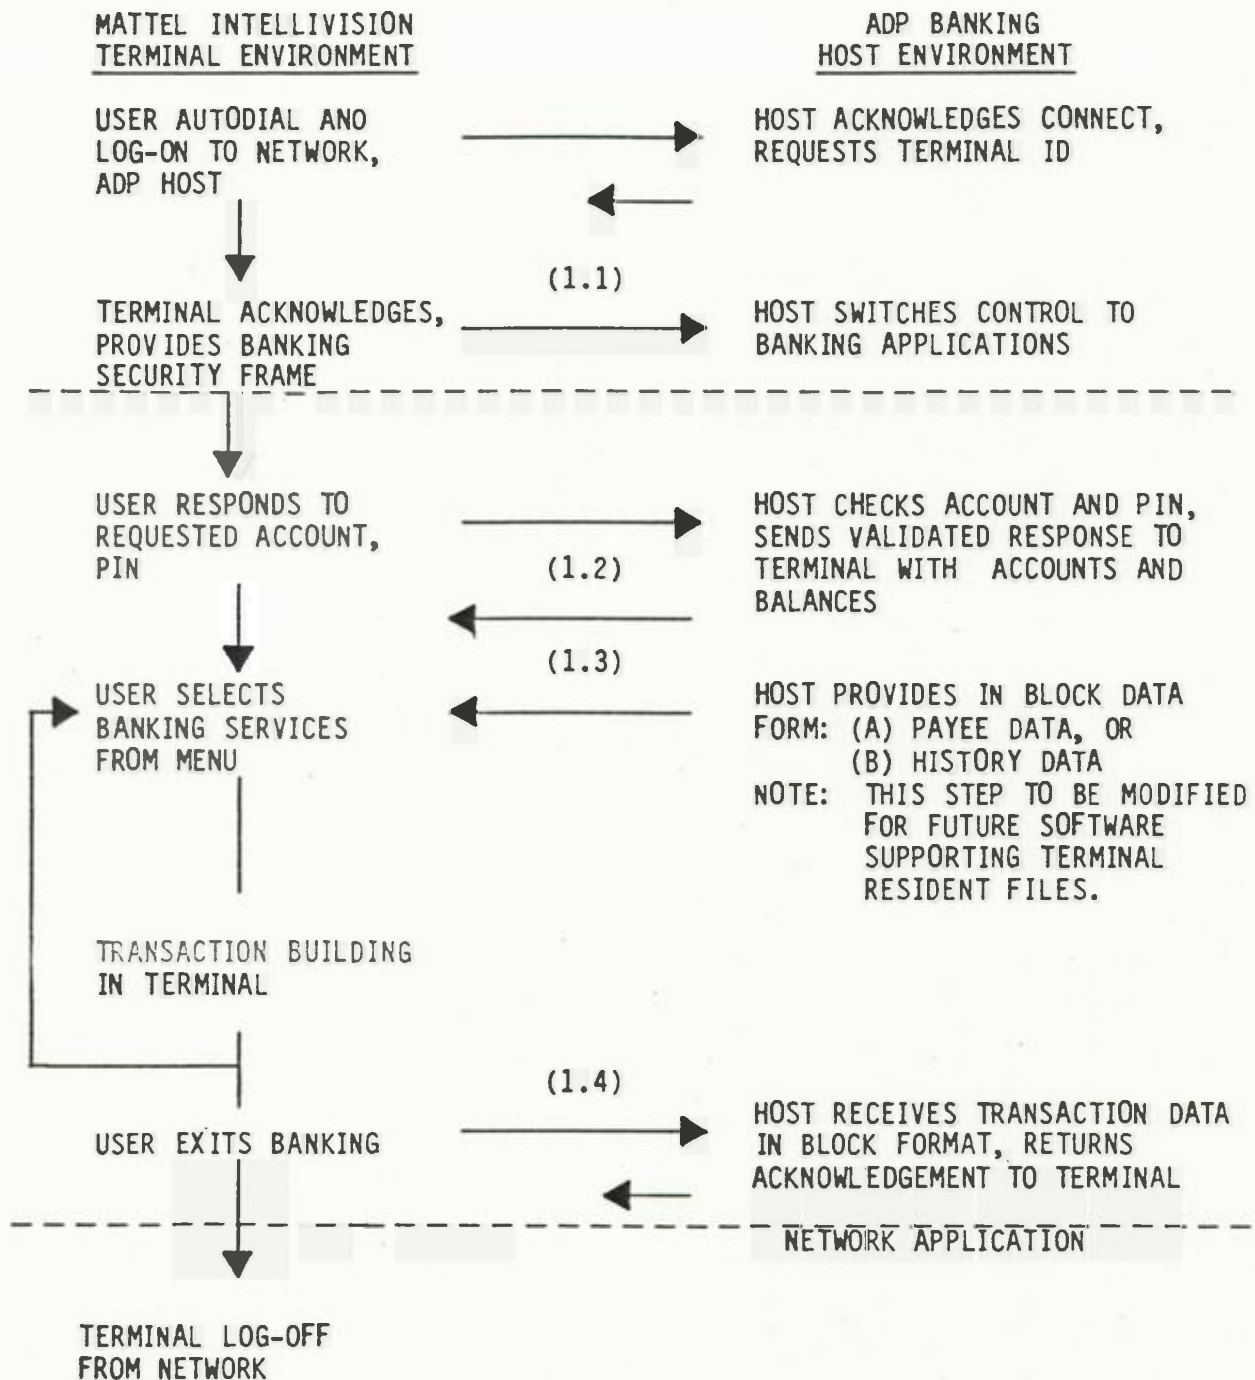 MATTEL INTELLIVISION
TERMINAL ENVIRONMENT
ADP BANKING
HOST ENVIRONMENT
USER AUTODIAL AND
LOG-ON TO NETWORK,
ADP HOST
HOST ACKNOWLEDGES CONNECT,
REQUESTS TERMINAL ID
(1.1)
TERMINAL ACKNOWLEDGES,
PROVIDES BANKING
SECURITY FRAME
HOST SWITCHES CONTROL TO
BANKING APPLICATIONS
USER RESPONDS TO
REQUESTED ACCOUNT,
PIN
(1.2)
HOST CHECKS ACCOUNT AND PIN,
SENDS VALIDATED RESPONSE TO
TERMINAL WITH ACCOUNTS AND
BALANCES
(1.3)
USER SELECTS
BANKING SERVICES
FROM MENU
HOST PROVIDES IN BLOCK DATA
FORM: (A) PAYEE DATA, OR
(B) HISTORY DATA
NOTE: THIS STEP TO BE MODIFIED
FOR FUTURE SOFTWARE
SUPPORTING TERMINAL
RESIDENT FILES.
TRANSACTION BUILDING
IN TERMINAL
(1.4)
USER EXITS BANKING
HOST RECEIVES TRANSACTION DATA
IN BLOCK FORMAT, RETURNS
ACKNOWLEDGEMENT TO TERMINAL
NETWORK APPLICATION
TERMINAL LOG-OFF
FROM NETWORK